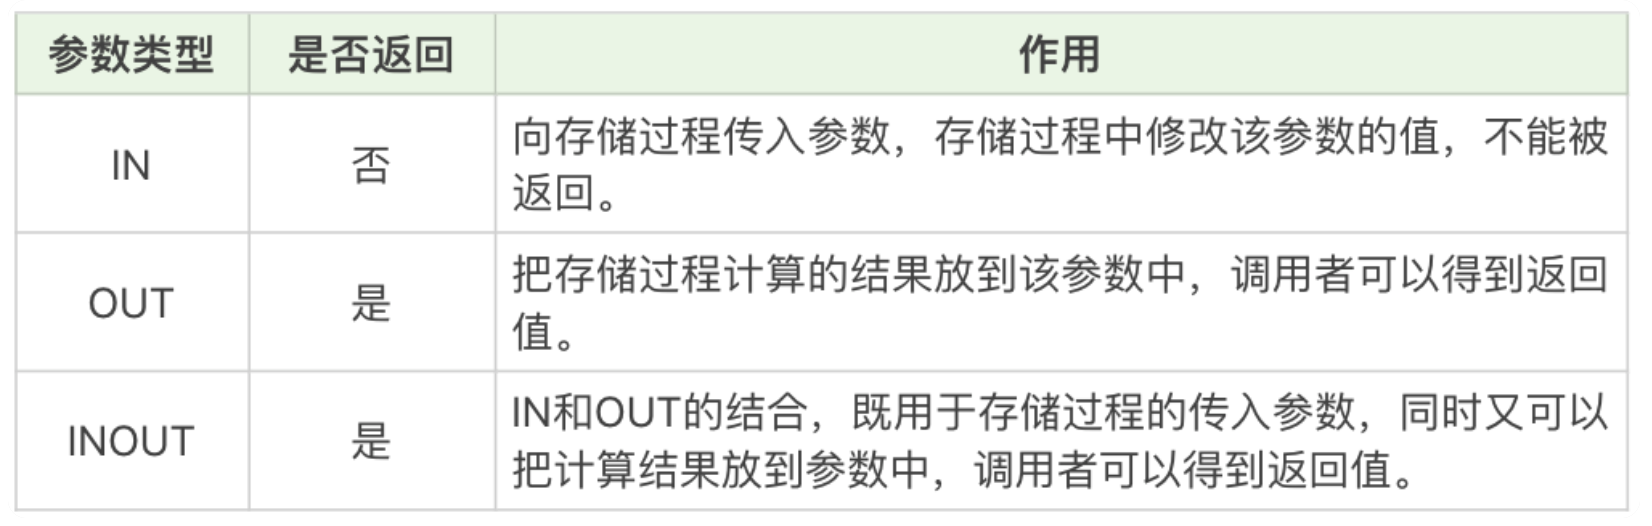 参数类型 是否返回 作用
IN 否 向存储过程传入参数，存储过程中修改该参数的值，不能被
返回。
OUT 是 把存储过程计算的结果放到该参数中，调用者可以得到返回
值。
INOUT 是 IN和OUT的结合，既用于存储过程的传入参数，同时又可以
把计算结果放到参数中，调用者可以得到返回值。